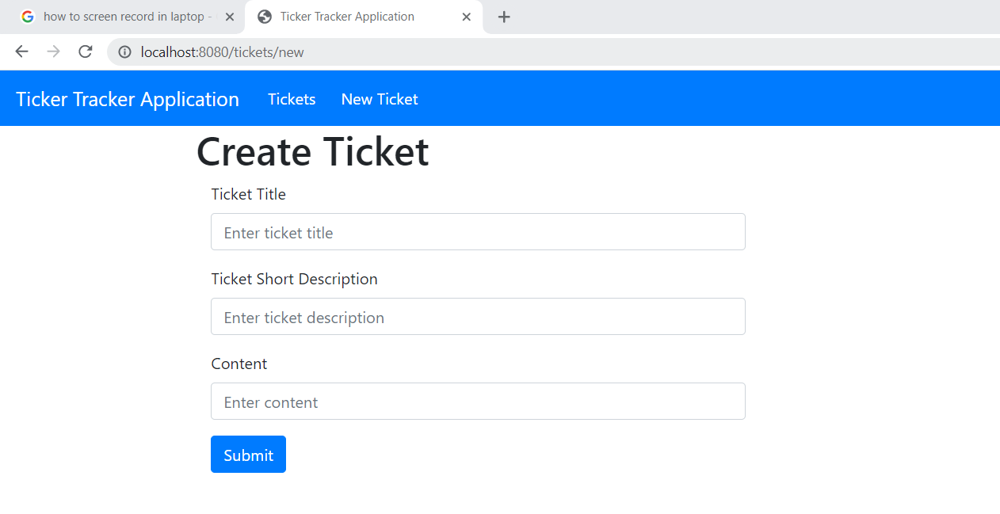 how to screen record in laptop -
Ticker Tracker Application
localhost:8080/tickets/new
Ticker Tracker Application Tickets New Ticket
Create Ticket
Ticket Title
Enter ticket title
Ticket Short Description
Enter ticket description
Content
Enter content
Submit